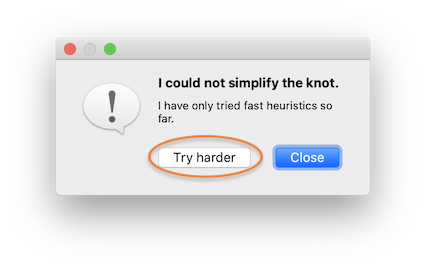 I could not simplify the knot.
I have only tried fast heuristics so
far.
Try harder
Close